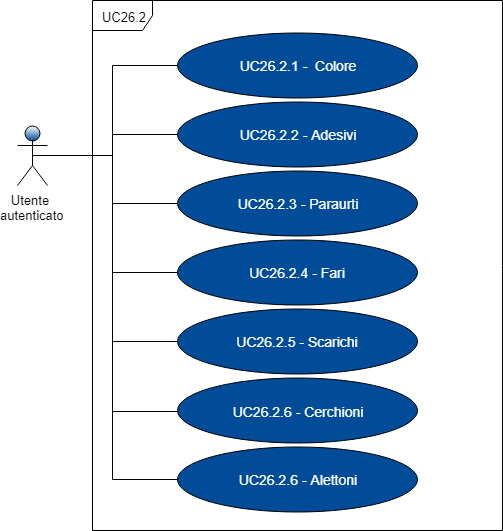 UC26.2
UC26.2.1 - Colore
UC26.2.2 - Adesivi
Utente
autenticato
UC26.2.3 - Paraurti
UC26.2.4 - Fari
UC26.2.5 - Scarichi
UC26.2.6 - Cerchioni
UC26.2.6 - Alettoni